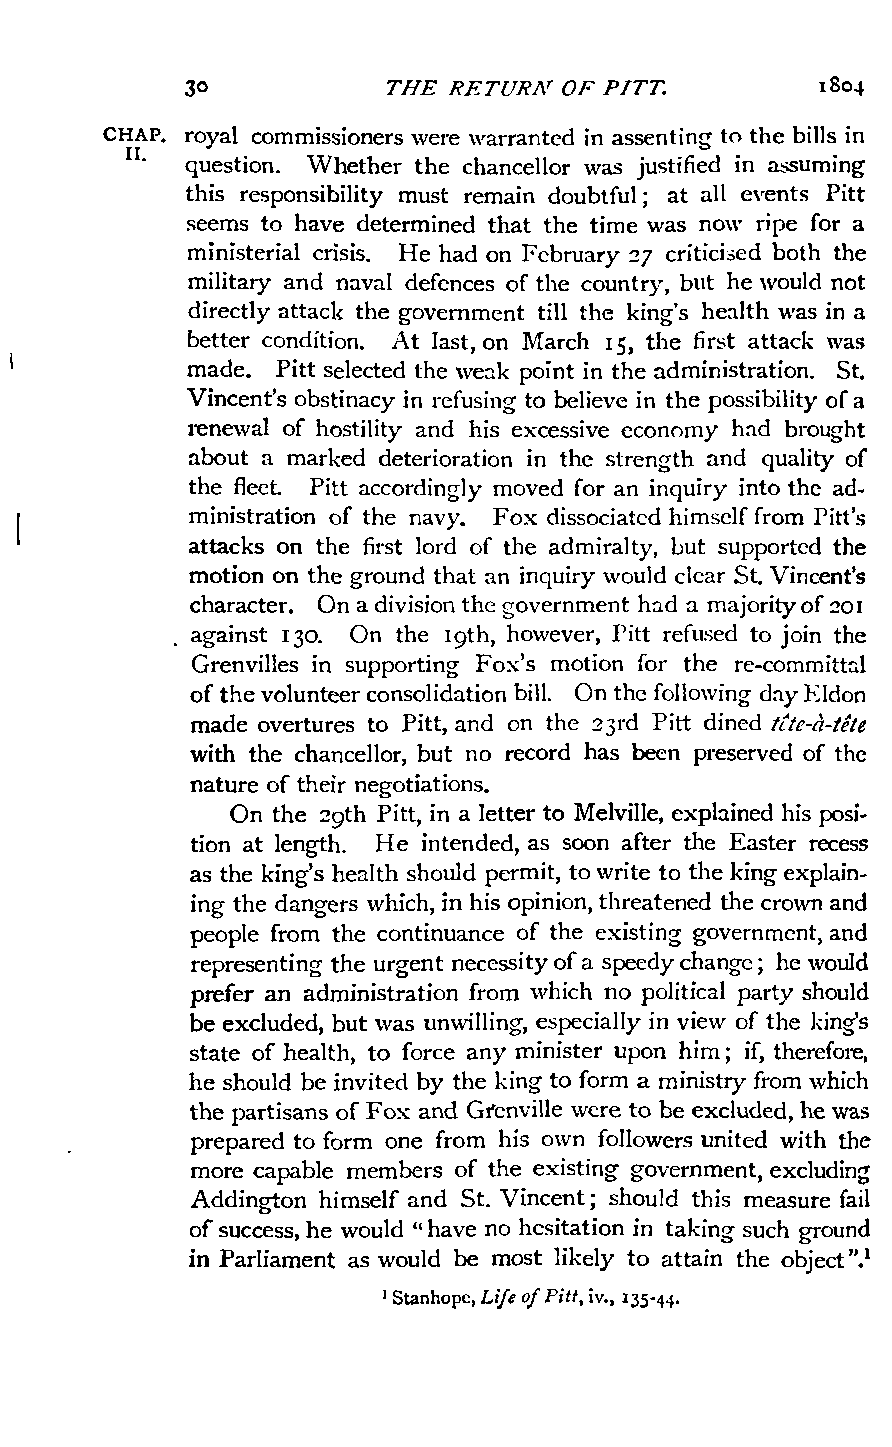 30 THE RETURN OF PITT. 1804
CHAP. royal commissioners were warranted in assenting to the bills in
II. question. Whether the chancellor was justified in assuming
this responsibility must remain doubtful; at all events Pitt
seems to have determined that the time was now ripe for a
ministerial crisis. He had on February 27 criticised both the
military and naval defences of the country, but he would not
directly attack the government till the king's health was in a
better condition. At last, on March 15, the first attack was
made. Pitt selected the weak point in the administration. St.
Vincent's obstinacy in refusing to believe in the possibility of a
renewal of hostility and his excessive economy had brought
about a marked deterioration in the strength and quality of
the fleet. Pitt accordingly moved for an inquiry into the ad-
ministration of the navy. Fox dissociated himself from Pitt's
attacks on the first lord of the admiralty, but supported the
motion on the ground that an inquiry would clear St. Vincent's
character. On a division the government had a majority of 201
against 130. On the 19th, however, Pitt refused to join the
Grenvilles in supporting Fox's motion for the re-committal
of the volunteer consolidation bill. On the following day Eldon
made overtures to Pitt, and on the 23rd Pitt dined tête-à-tête
with the chancellor, but no record has been preserved of the
nature of their negotiations.
On the 29th Pitt, in a letter to Melville, explained his posi-
tion at length. He intended, as soon after the Easter recess
as the king's health should permit, to write to the king explain-
ing the dangers which, in his opinion, threatened the crown and
people from the continuance of the existing government, and
representing the urgent necessity of a speedy change; he would
prefer an administration from which no political party should
be excluded, but was unwilling, especially in view of the king's
state of health, to force any minister upon him; if, therefore,
he should be invited by the king to form a ministry from which
the partisans of Fox and Grenville were to be excluded, he was
prepared to form one from his own followers united with the
more capable members of the existing government, excluding
Addington himself and St. Vincent; should this measure fail
of success, he would "have no hesitation in taking such ground
in Parliament as would be most likely to attain the object".¹
¹ Stanhope, Life of Pitt, iv., 135-44.